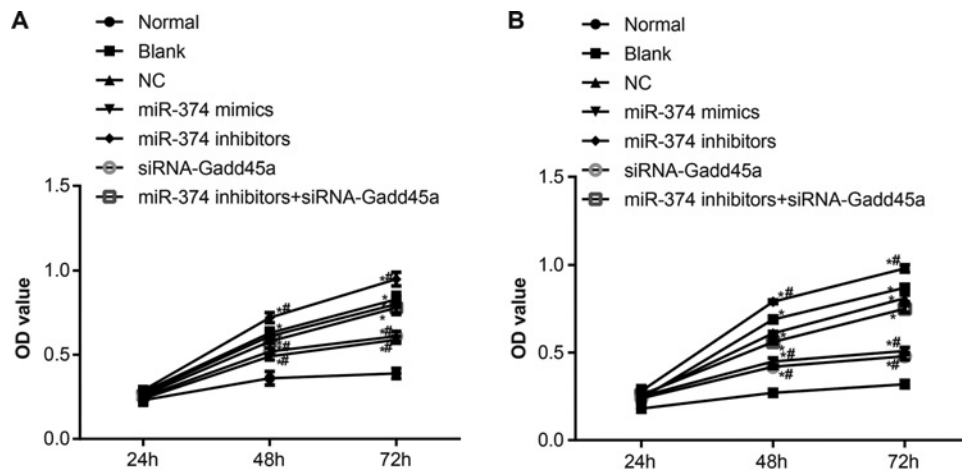 A
Normal
Blank
NC
miR-374 mimics
miR-374 inhibitors
siRNA-Gadd45a
miR-374 inhibitors+siRNA-Gadd45a
OD value
1.5
1.0
0.5
0.0
*#
*
*
*#
*#
*#
*
*
*#
*#
24h
48h
72h
B
Normal
Blank
NC
miR-374 mimics
miR-374 inhibitors
siRNA-Gadd45a
miR-374 inhibitors+siRNA-Gadd45a
OD value
1.5
1.0
0.5
0.0
*#
*
*
*
*#
*#
*#
*
*
*
*#
*#
24h
48h
72h